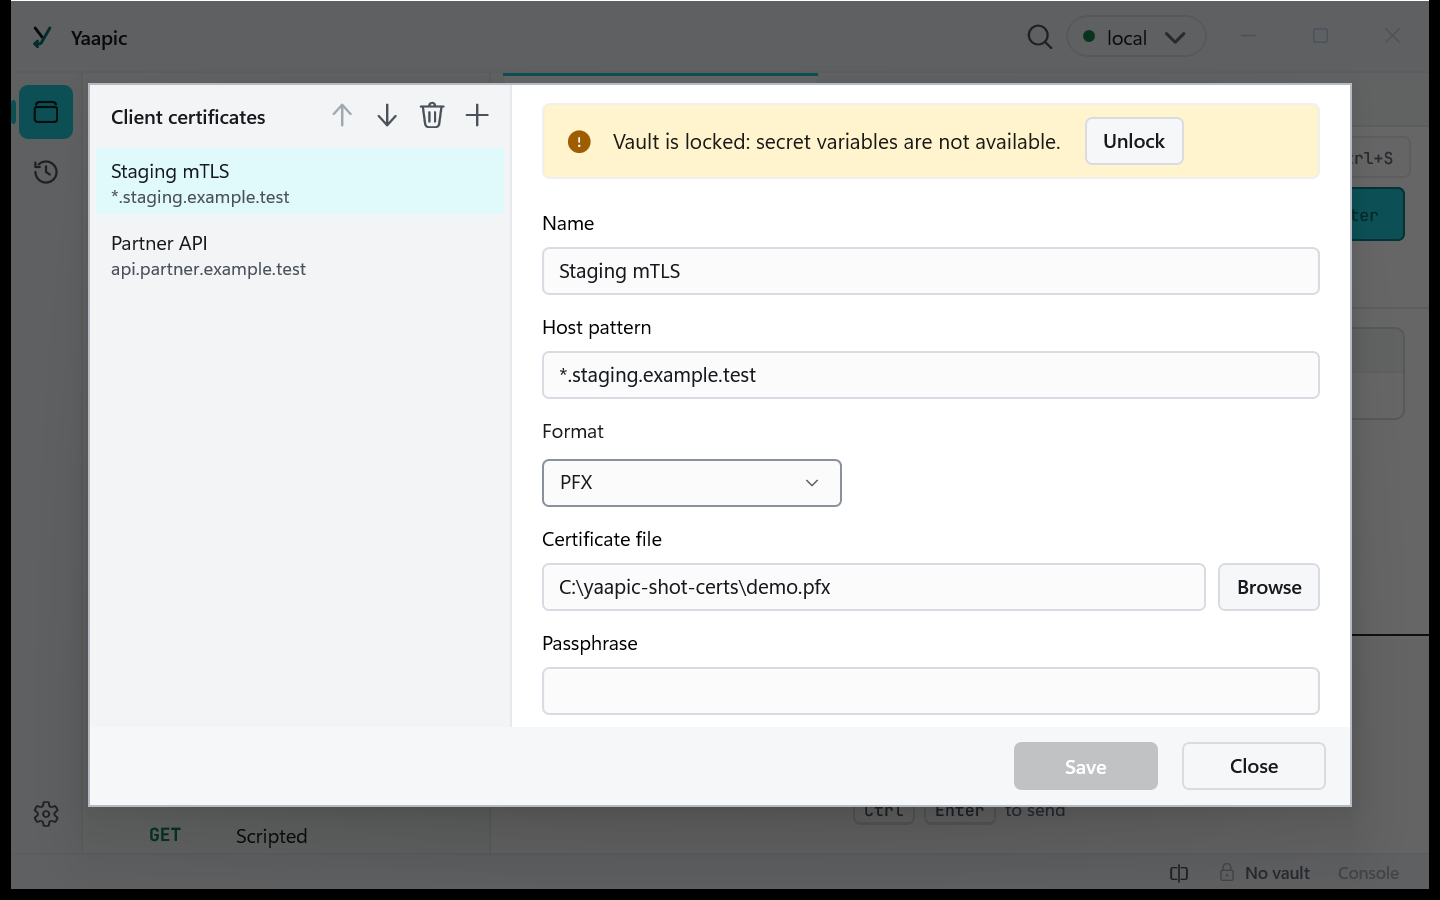 Yaapic
local
Client certificates
Staging mTLS
*.staging.example.test
Partner API
api.partner.example.test
Vault is locked: secret variables are not available.
Unlock
Name
Staging mTLS
Host pattern
*.staging.example.test
Format
PFX
Certificate file
C:\yaapic-shot-certs\demo.pfx
Browse
Passphrase
Save
Close
Ctrl Enter to send
GET Scripted
No vault
Console